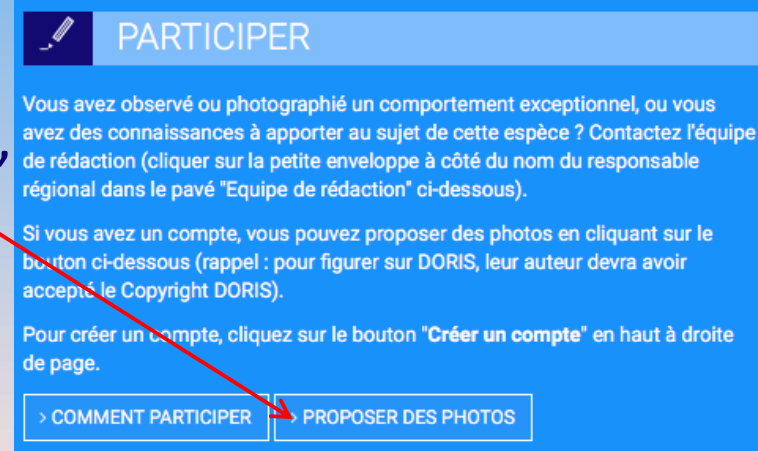 PARTICIPER
Vous avez observé ou photographié un comportement exceptionnel, ou vous
avez des connaissances à apporter au sujet de cette espèce ? Contactez l'équipe
de rédaction (cliquer sur la petite enveloppe à côté du nom du responsable
régional dans le pavé "Equipe de rédaction" ci-dessous).
Si vous avez un compte, vous pouvez proposer des photos en cliquant sur le
bouton ci-dessous (rappel : pour figurer sur DORIS, leur auteur devra avoir
accepté le Copyright DORIS).
Pour créer un compte, cliquez sur le bouton "Créer un compte" en haut à droite
de page.
> COMMENT PARTICIPER > PROPOSER DES PHOTOS